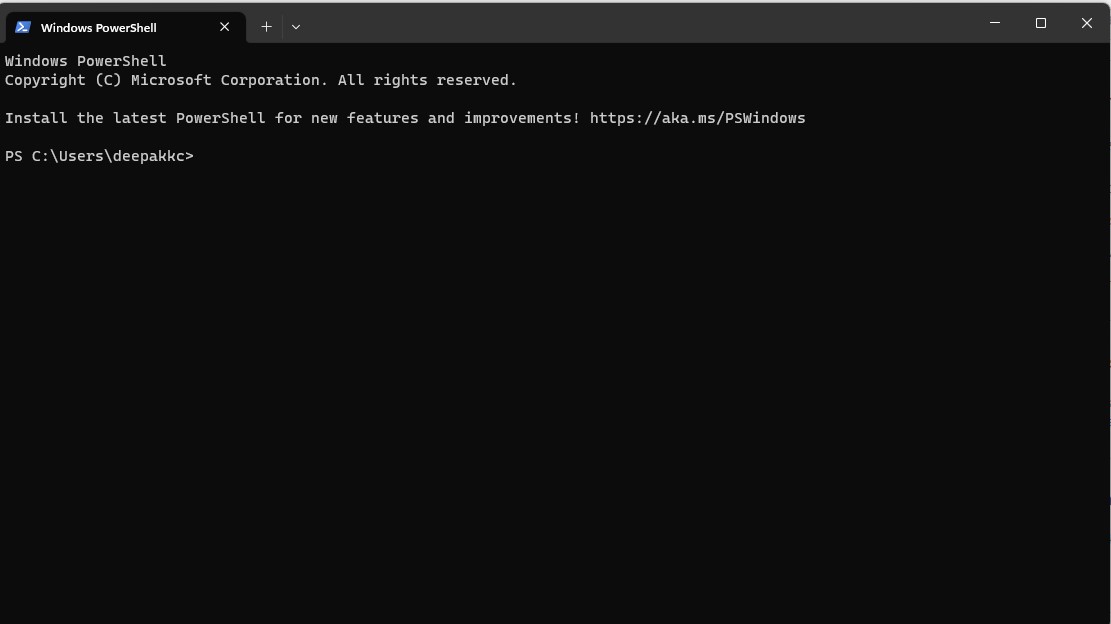 Windows PowerShell
Windows PowerShell
Copyright (C) Microsoft Corporation. All rights reserved.
Install the latest PowerShell for new features and improvements! https://aka.ms/PSWindows
PS C:\Users\deepakkc>